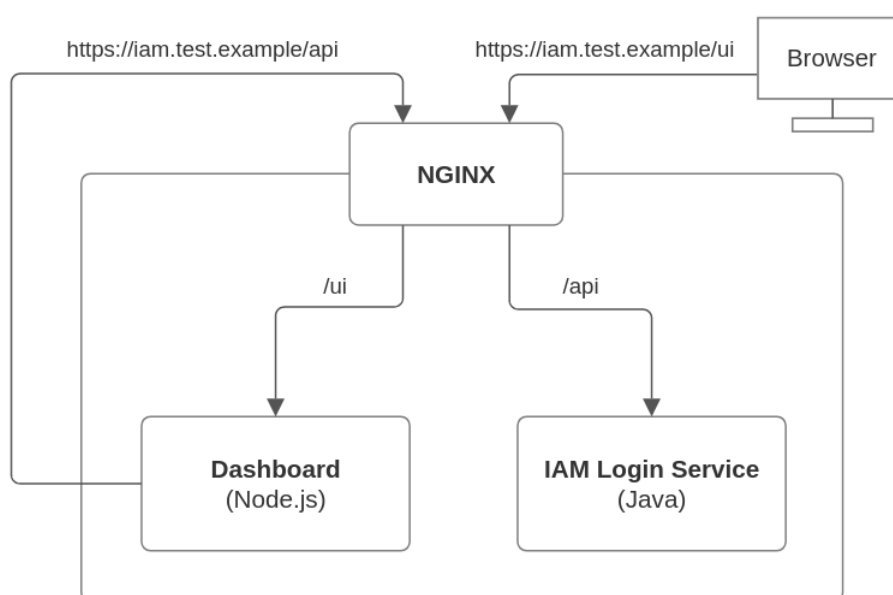 https://iam.test.example/api
https://iam.test.example/ui
Browser
NGINX
/ui
/api
Dashboard
(Node.js)
IAM Login Service
(Java)